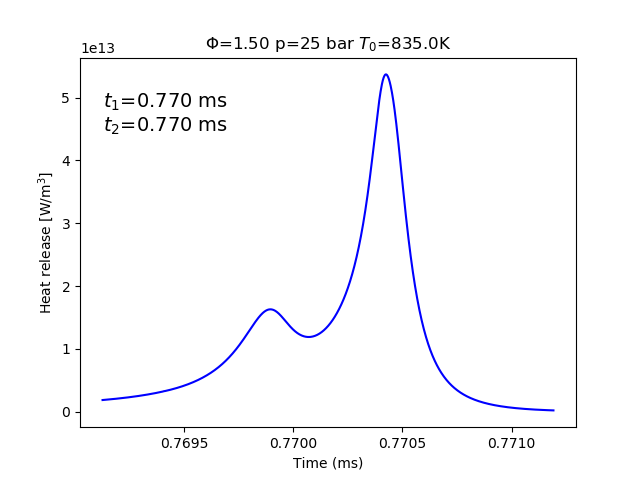 Φ=1.50 p=25 bar T₀=835.0K
1e13
t₁=0.770 ms
t₂=0.770 ms
5
4
3
2
1
0
Heat release [W/m³]
0.7695 0.7700 0.7705 0.7710
Time (ms)